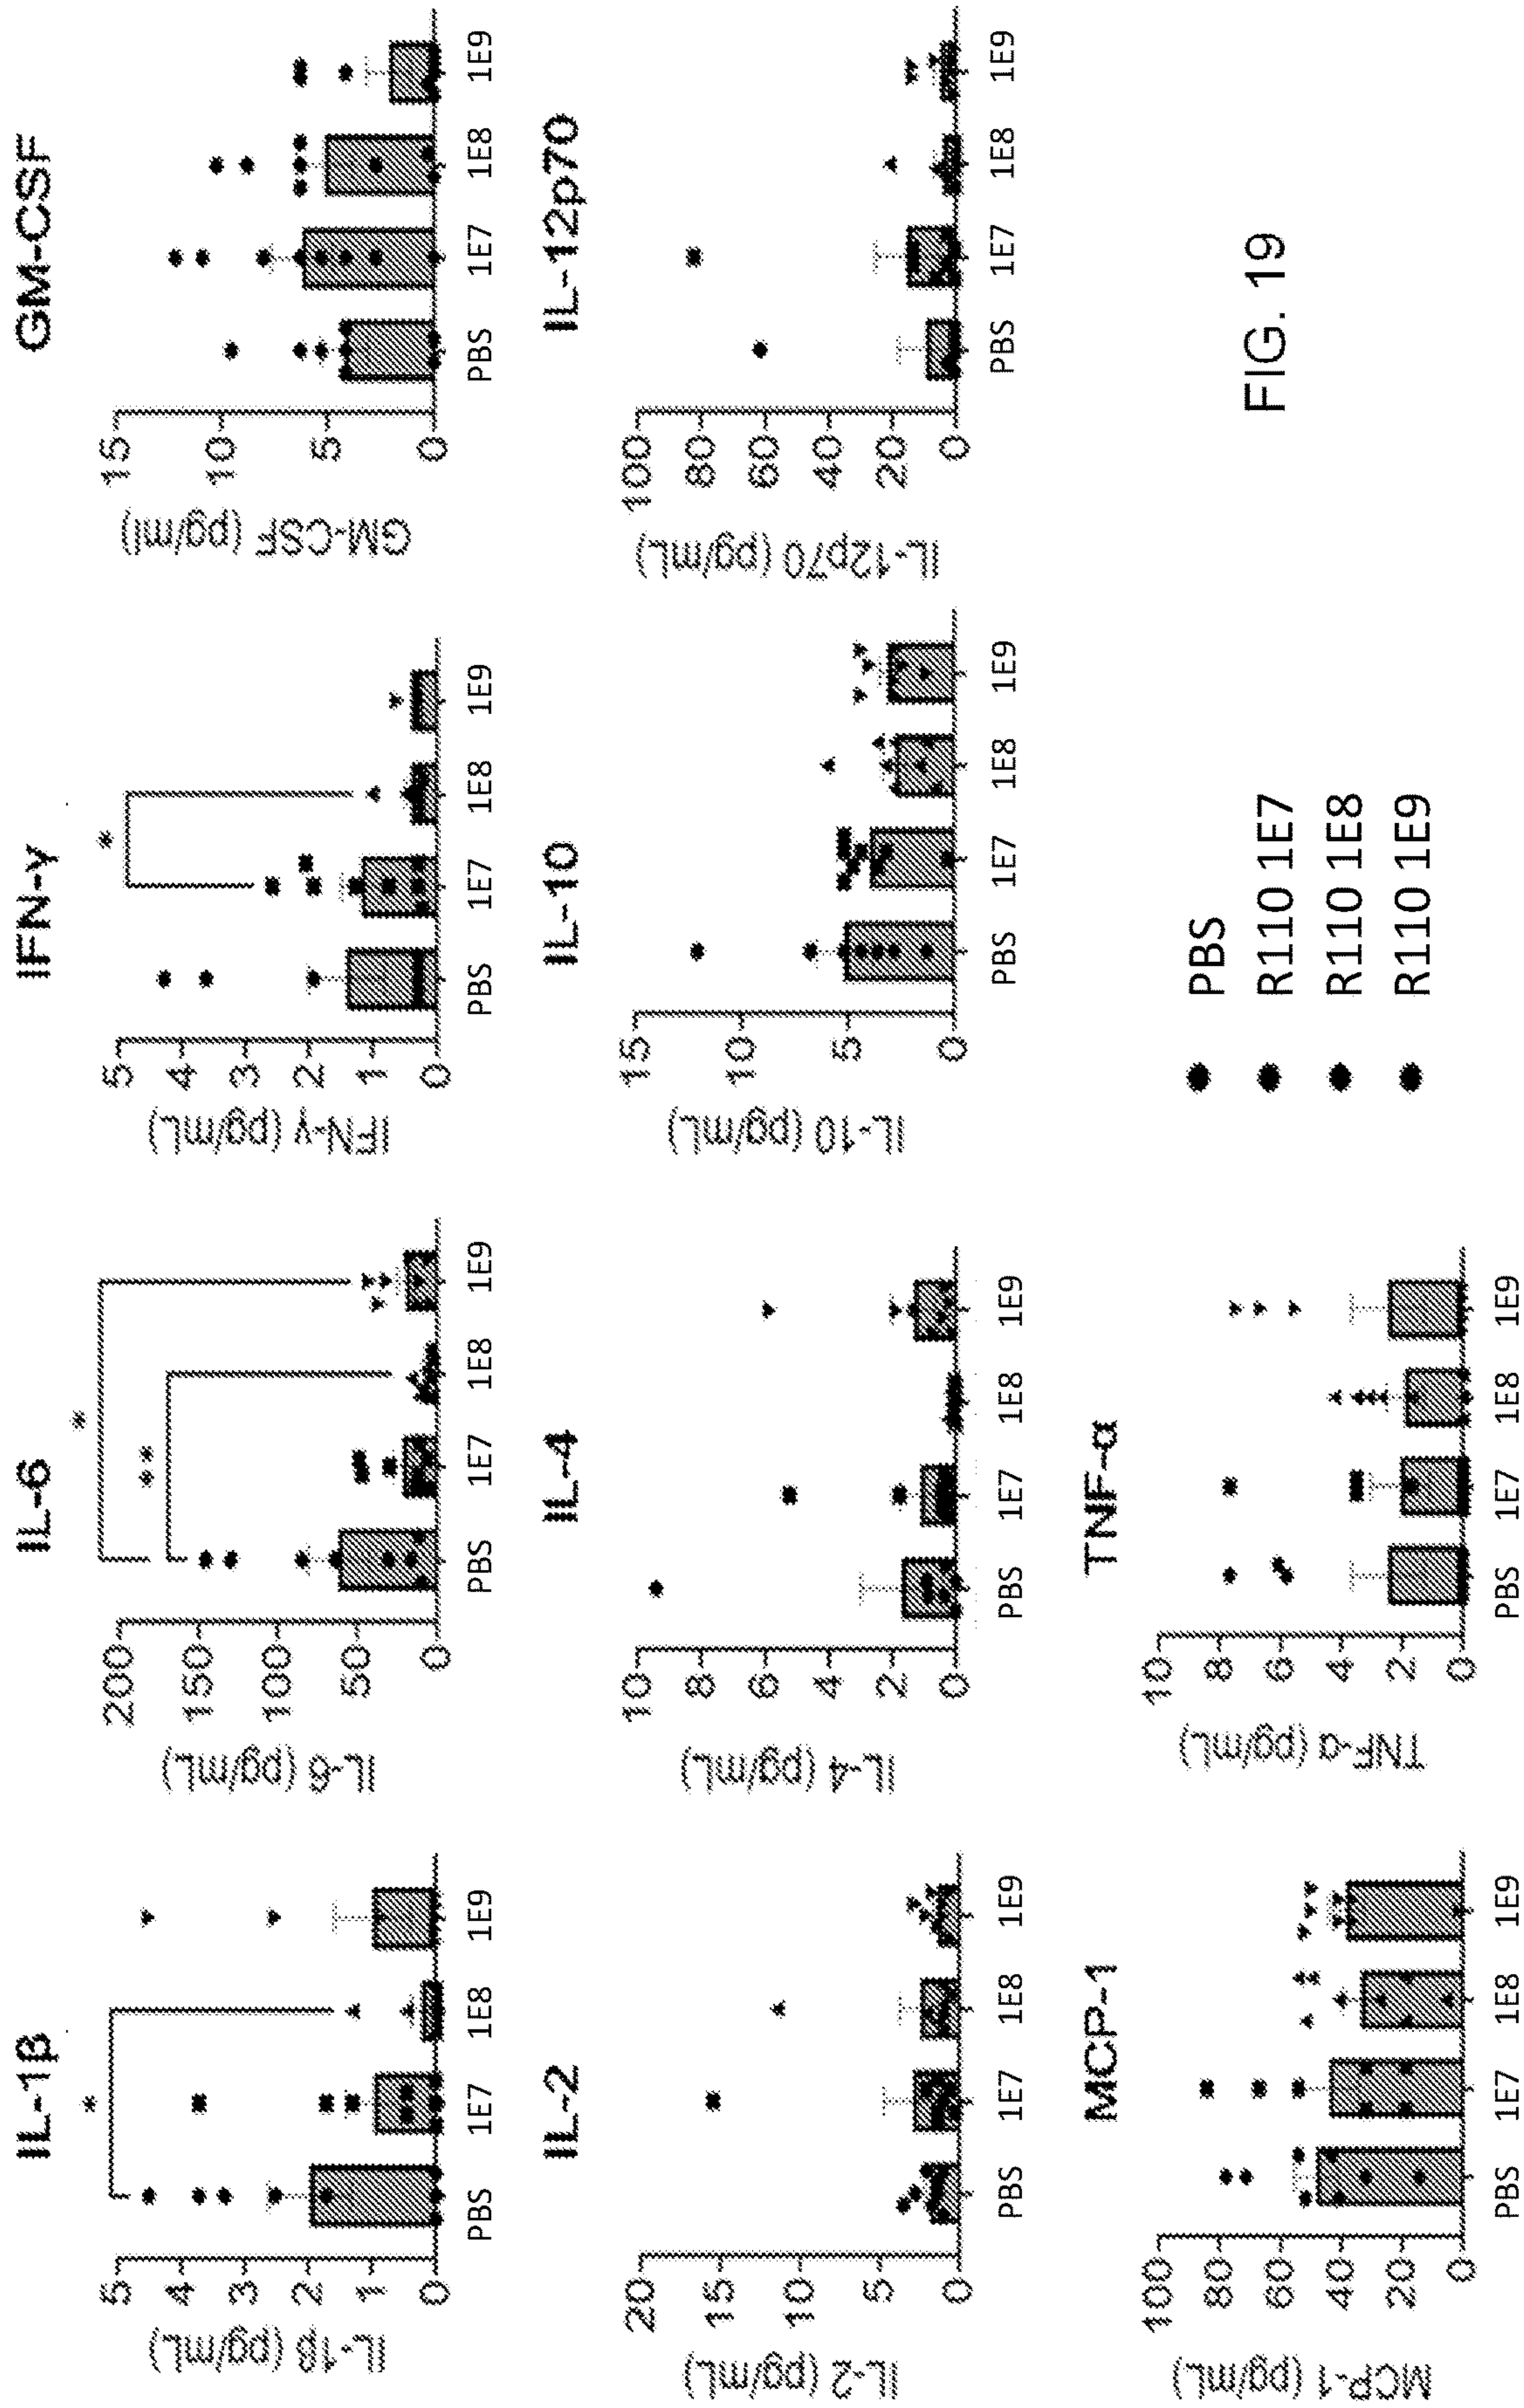 IL-1β
IL-1β (pg/mL)
5
4
3
2
1
0
*
PBS
1E7
1E8
1E9
IL-6
IL-6 (pg/mL)
200
150
100
50
0
*
**
PBS
1E7
1E8
1E9
IFN-γ
IFN-γ (pg/mL)
5
4
3
2
1
0
*
PBS
1E7
1E8
1E9
GM-CSF
GM-CSF (pg/ml)
15
10
5
0
PBS
1E7
1E8
1E9
IL-2
IL-2 (pg/mL)
20
15
10
5
0
PBS
1E7
1E8
1E9
IL-4
IL-4 (pg/mL)
10
8
6
4
2
0
PBS
1E7
1E8
1E9
IL-10
IL-10 (pg/mL)
15
10
5
0
PBS
1E7
1E8
1E9
IL-12p70
IL-12p70 (pg/mL)
100
80
60
40
20
0
PBS
1E7
1E8
1E9
MCP-1
MCP-1 (pg/mL)
100
80
60
40
20
0
PBS
1E7
1E8
1E9
TNF-α
TNF-α (pg/mL)
10
8
6
4
2
0
PBS
1E7
1E8
1E9
PBS
R110 1E7
R110 1E8
R110 1E9
FIG. 19